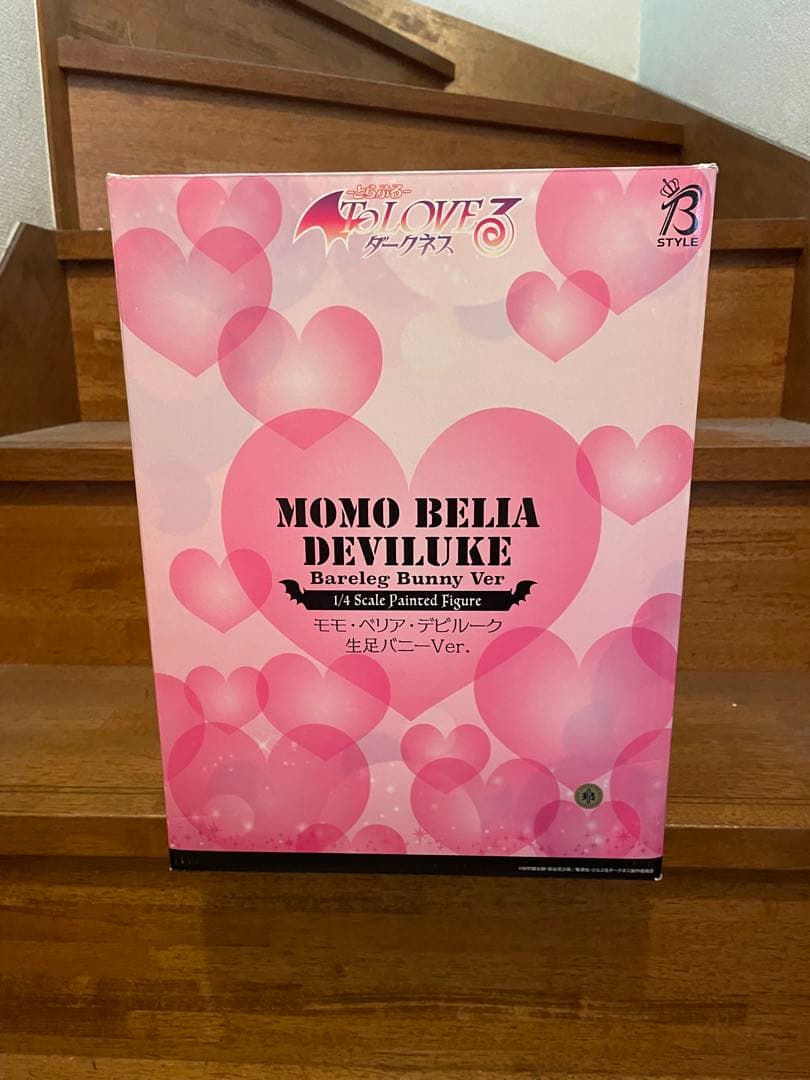 -とらぶる-
To LOVEる
ダークネス
B
STYLE
MOMO BELIA
DEVILUKE
Bareleg Bunny Ver
1/4 Scale Painted Figure
モモ・ベリア・デビルーク
生足バニーVer.